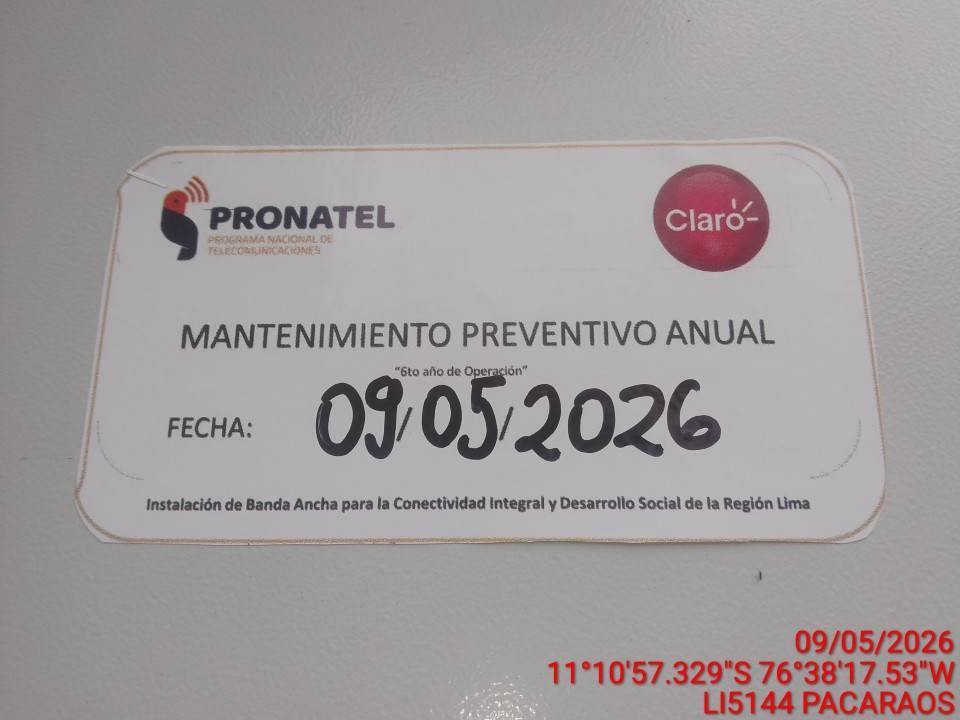 PRONATEL
PROGRAMA NACIONAL DE
TELECOMUNICACIONES
Claro
MANTENIMIENTO PREVENTIVO ANUAL
"6to año de Operación"
FECHA: 09/05/2026
Instalación de Banda Ancha para la Conectividad Integral y Desarrollo Social de la Región Lima
09/05/2026
11°10'57.329"S 76°38'17.53"W
LI5144 PACARAOS